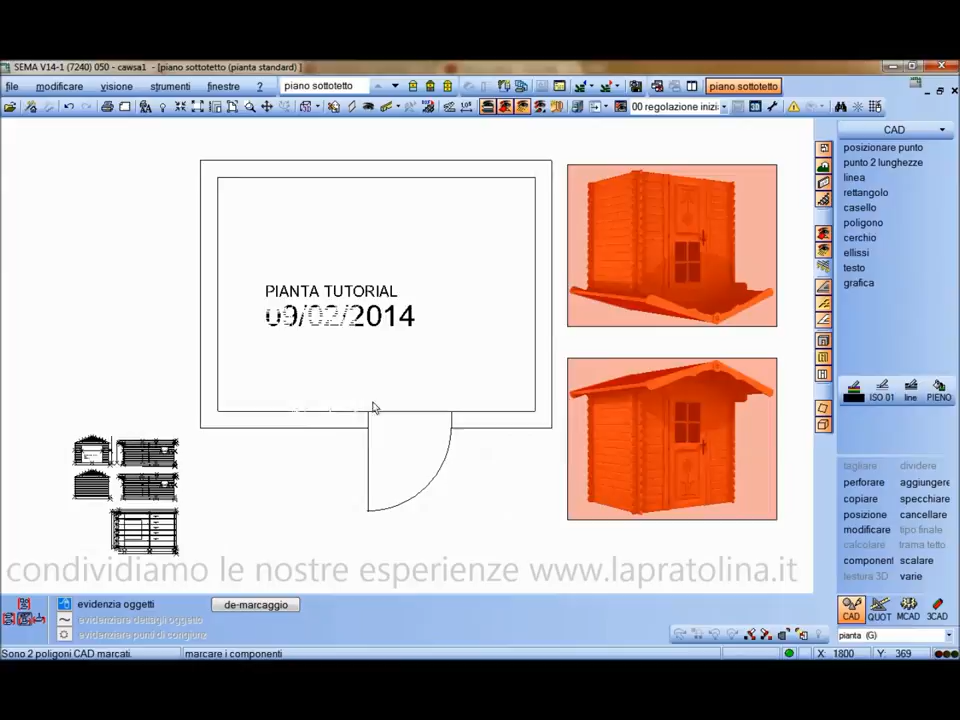 SEMA V14-1 (7240) 050 - cawsa1 - [piano sottotetto (pianta standard) ]
file modificare visione strumenti finestre ? piano sottotetto piano sottotetto
00 regolazione inizi
CAD
posizionare punto
punto 2 lunghezze
linea
rettangolo
casello
poligono
cerchio
ellissi
testo
grafica
PIANTA TUTORIAL
09/02/2014
ISO 01 line PIENO
tagliare dividere
perforare aggiungere
copiare specchiare
posizione cancellare
modificare tipo finale
calcolare trama tetto
component scalare
testura 3D varie
condividiamo le nostre esperienze www.lapratolina.it
evidenzia oggetti de-marcaggio
evidenziare dettagli oggetto
evidenziare punti di congiunz
CAD QUOT MCAD 3CAD
pianta (G)
Sono 2 poligoni CAD marcati. marcare i componenti X: 1800 Y: 369